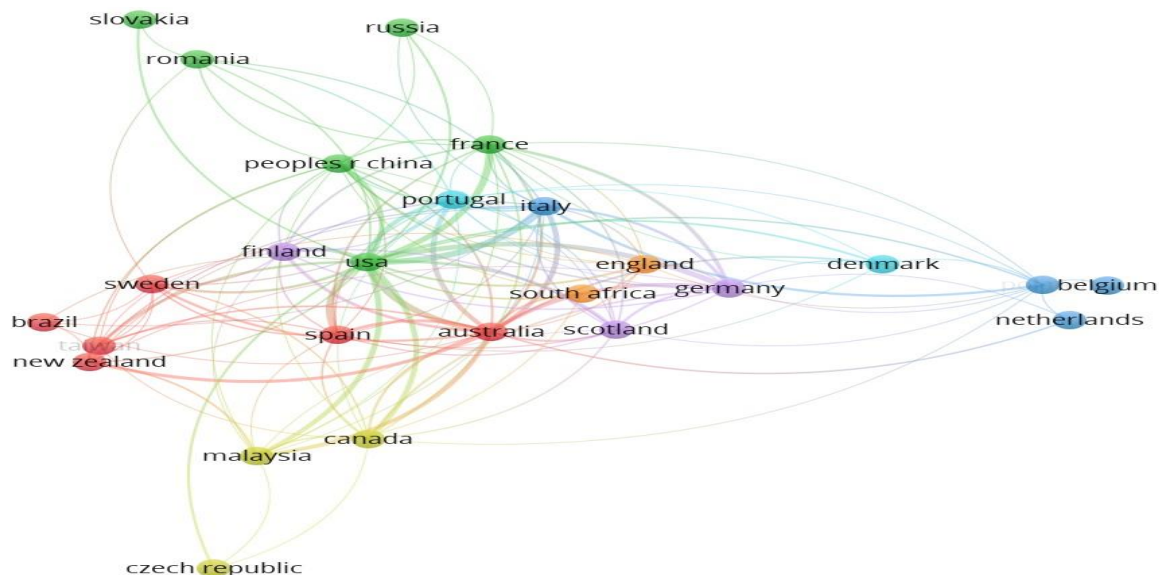 slovakia
russia
romania
france
peoples r china
portugal
italy
finland
usa
england
denmark
sweden
south africa
germany
belgium
brazil
spain
australia
scotland
netherlands
taiwan
new zealand
canada
malaysia
czech republic